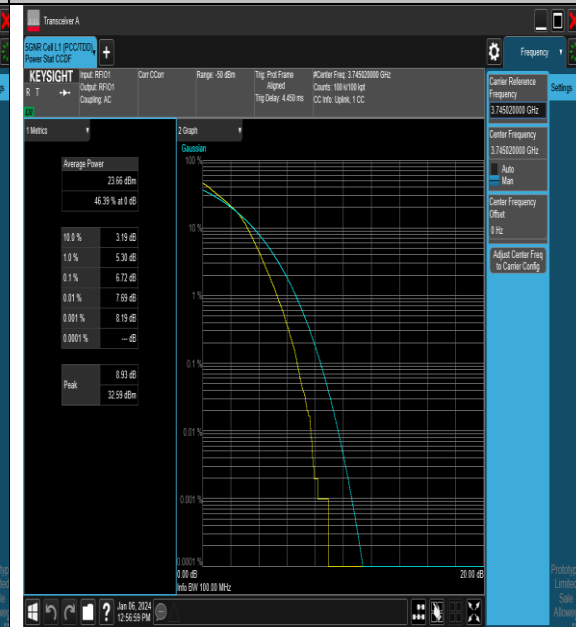 Transceiver A
5GNR Cell L1 (PCC/TDD),
Power Stat CCDF
+
Frequency
KEYSIGHT
R T
Input: RFIO1
Output: RFIO1
Coupling: AC
Corr CCorr
Range: -50 dBm
Trig: Prot Frame
Aligned
Trig Delay: 4.450 ms
#Center Freq: 3.745020000 GHz
Counts: 100 k/100 kpt
CC Info: Uplink, 1 CC
Carrier Reference
Frequency
3.745020000 GHz
Settings
1 Metrics
2 Graph
Center Frequency
3.745020000 GHz
Auto
Man
Center Frequency
Offset
0 Hz
Adjust Center Freq
to Carrier Config
Average Power
23.66 dBm
46.39 % at 0 dB
10.0 % 3.19 dB
1.0 % 5.30 dB
0.1 % 6.72 dB
0.01 % 7.69 dB
0.001 % 8.19 dB
0.0001 % --- dB
Peak
8.93 dB
32.59 dBm
Gaussian
100 %
10 %
1 %
0.1 %
0.01 %
0.001 %
0.0001 %
0.00 dB
20.00 dB
Info BW 100.00 MHz
?
Jan 06, 2024
12:56:59 PM